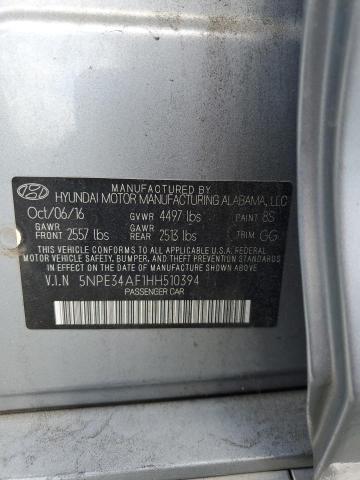 MANUFACTURED BY
HYUNDAI MOTOR MANUFACTURING ALABAMA, LLC
Oct/06/16 GVWR 4497 lbs PAINT 8S
GAWR FRONT 2557 lbs GAWR REAR 2513 lbs TRIM GG
THIS VEHICLE CONFORMS TO ALL APPLICABLE U.S.A. FEDERAL
MOTOR VEHICLE SAFETY, BUMPER, AND THEFT PREVENTION STANDARDS
IN EFFECT ON THE DATE OF MANUFACTURE SHOWN ABOVE.
V.I.N 5NPE34AF1HH510394
PASSENGER CAR